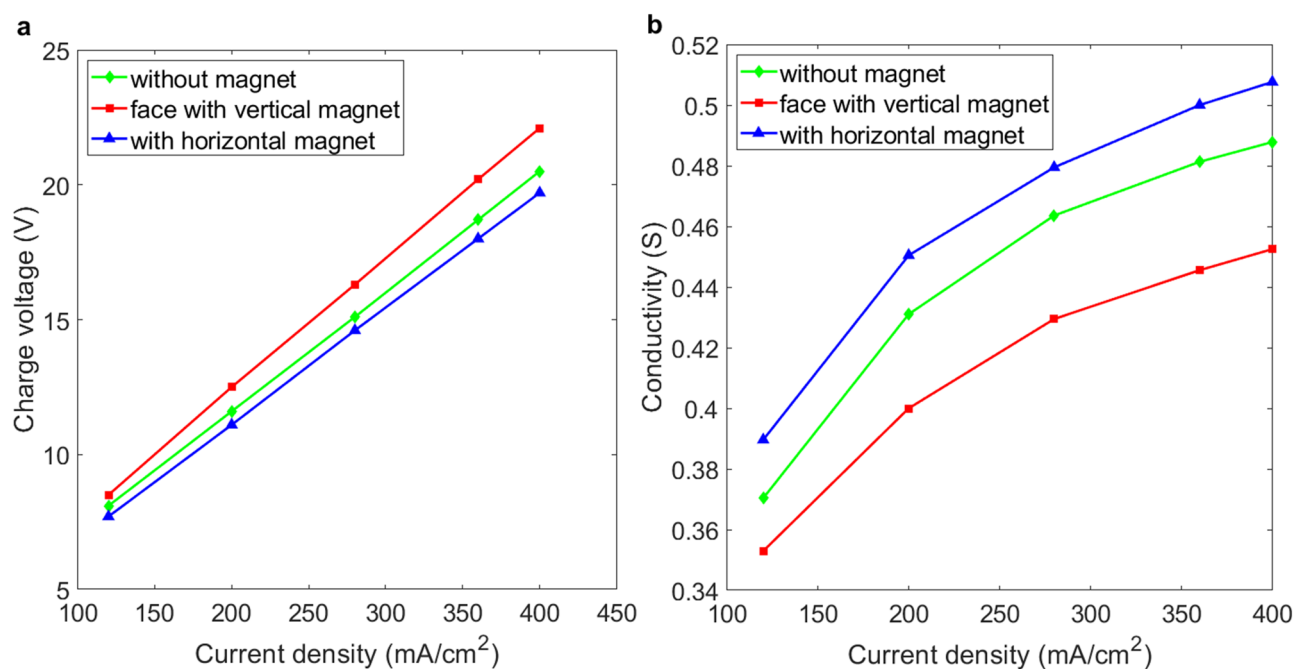 a
25
20
15
10
5
Charge voltage (V)
without magnet
face with vertical magnet
with horizontal magnet
100 150 200 250 300 350 400 450
Current density (mA/cm²)
b
0.52
0.5
0.48
0.46
0.44
0.42
0.4
0.38
0.36
0.34
Conductivity (S)
without magnet
face with vertical magnet
with horizontal magnet
100 150 200 250 300 350 400
Current density (mA/cm²)